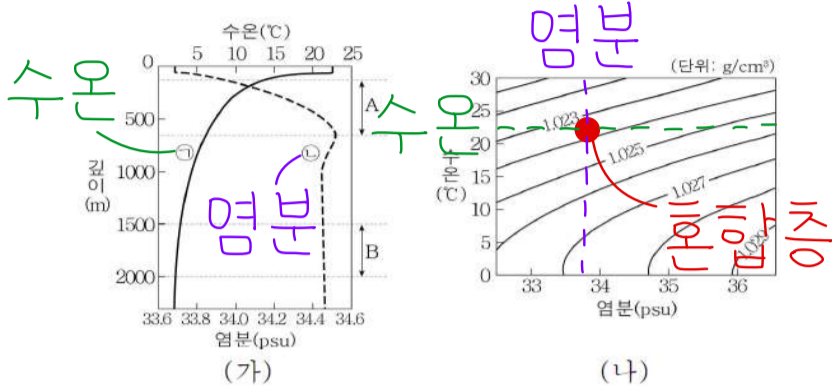 수온(℃)
5 10 15 20 25
0
500
1000
1500
2000
깊이
(m)
수온
㉠
㉡
염분
A
B
33.6 33.8 34.0 34.2 34.4 34.6
염분(psu)
(가)
염분
(단위: g/cm³)
수온
수온
(℃)
30
25
20
15
10
5
0
1.023
1.025
1.027
1.029
혼합층
33 34 35 36
염분(psu)
(나)